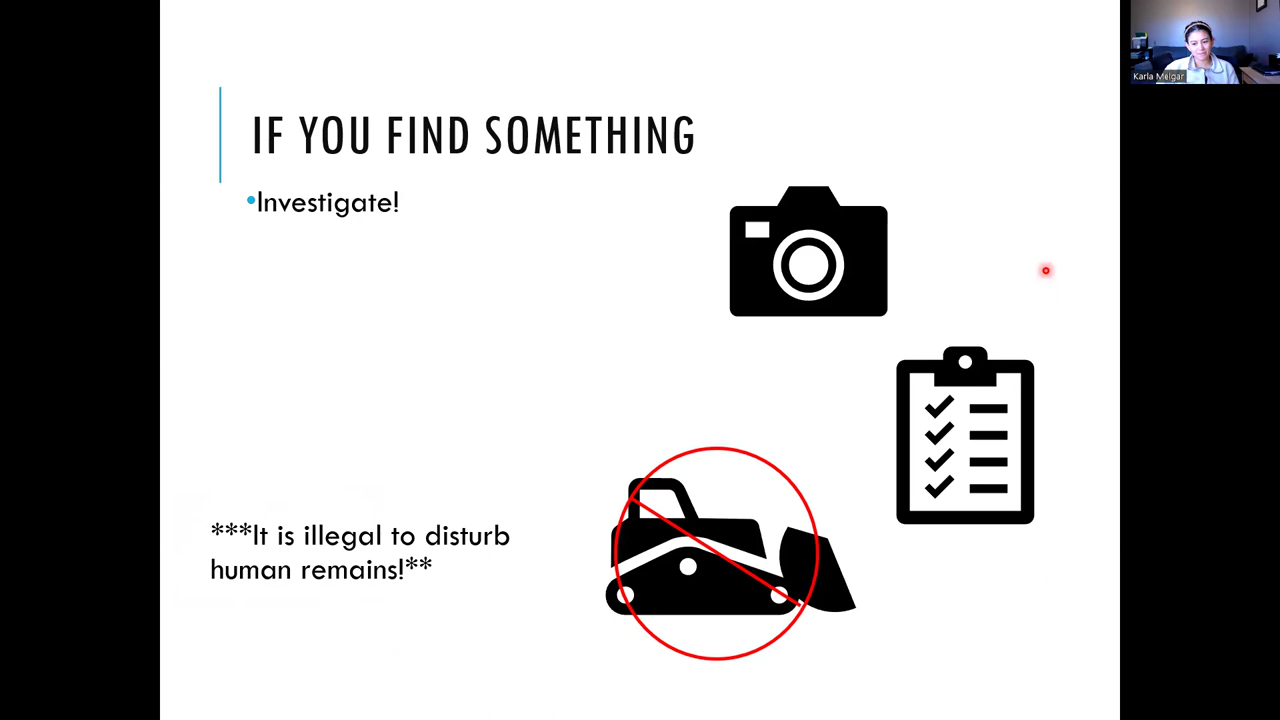 Karla Melgar
IF YOU FIND SOMETHING
•Investigate!
***It is illegal to disturb
human remains!**